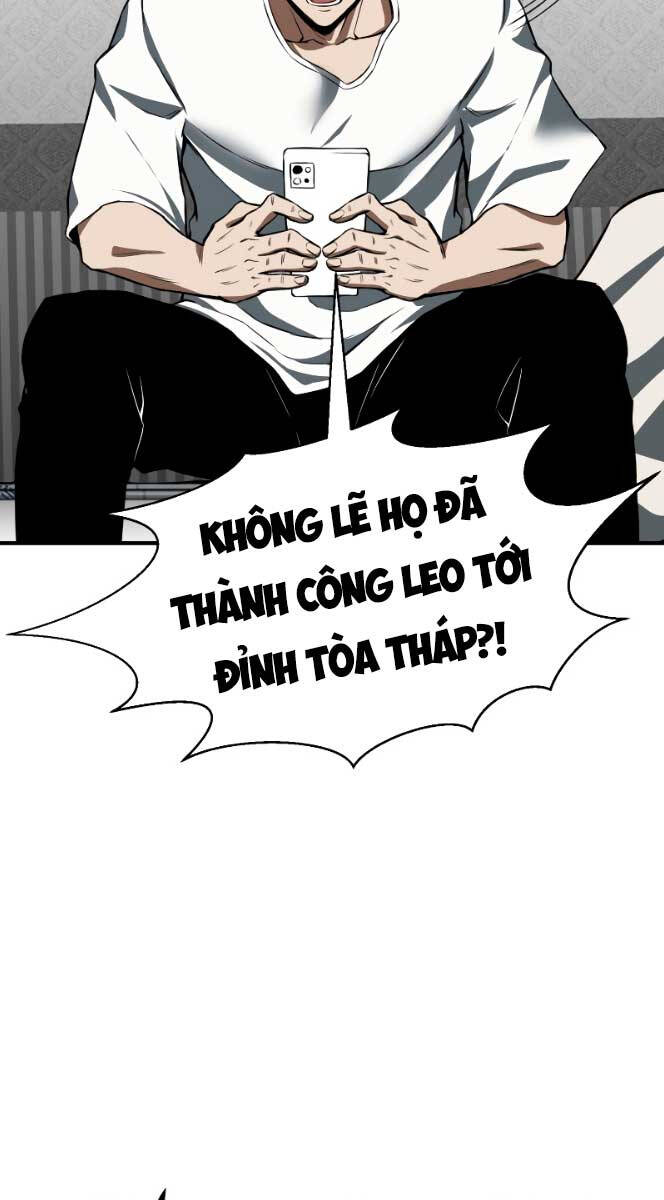 KHÔNG LẼ HỌ ĐÃ
THÀNH CÔNG LEO TỚI
ĐỈNH TÒA THÁP?!